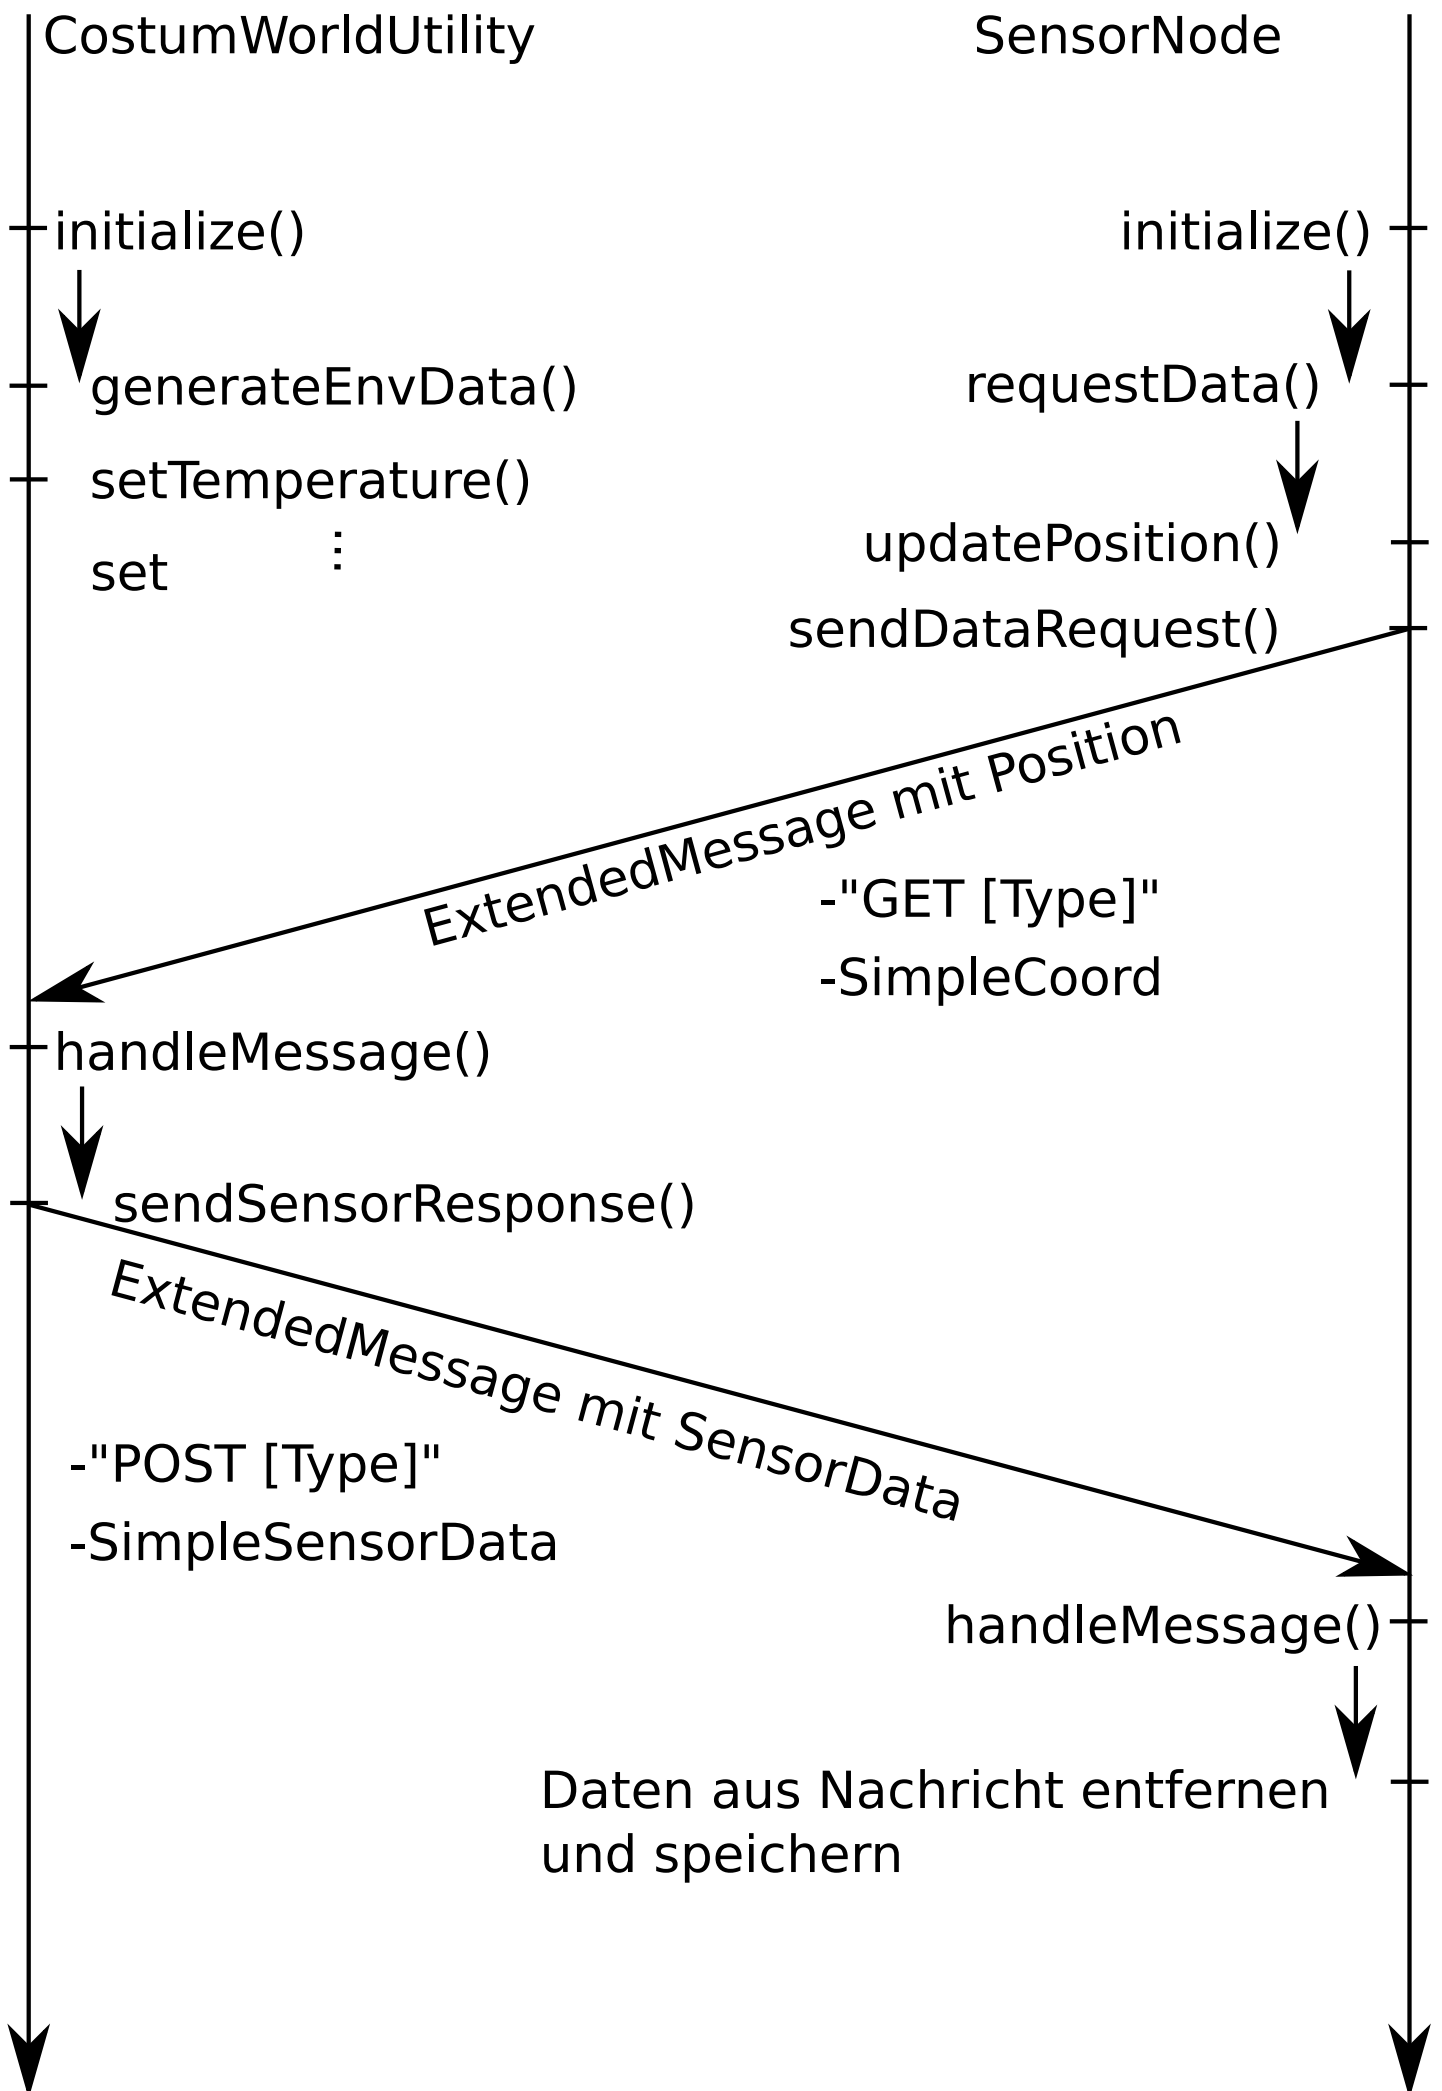 CostumWorldUtility
SensorNode
initialize()
initialize()
generateEnvData()
requestData()
setTemperature()
...
set
updatePosition()
sendDataRequest()
ExtendedMessage mit Position
-"GET [Type]"
-SimpleCoord
handleMessage()
sendSensorResponse()
ExtendedMessage mit SensorData
-"POST [Type]"
-SimpleSensorData
handleMessage()
Daten aus Nachricht entfernen
und speichern